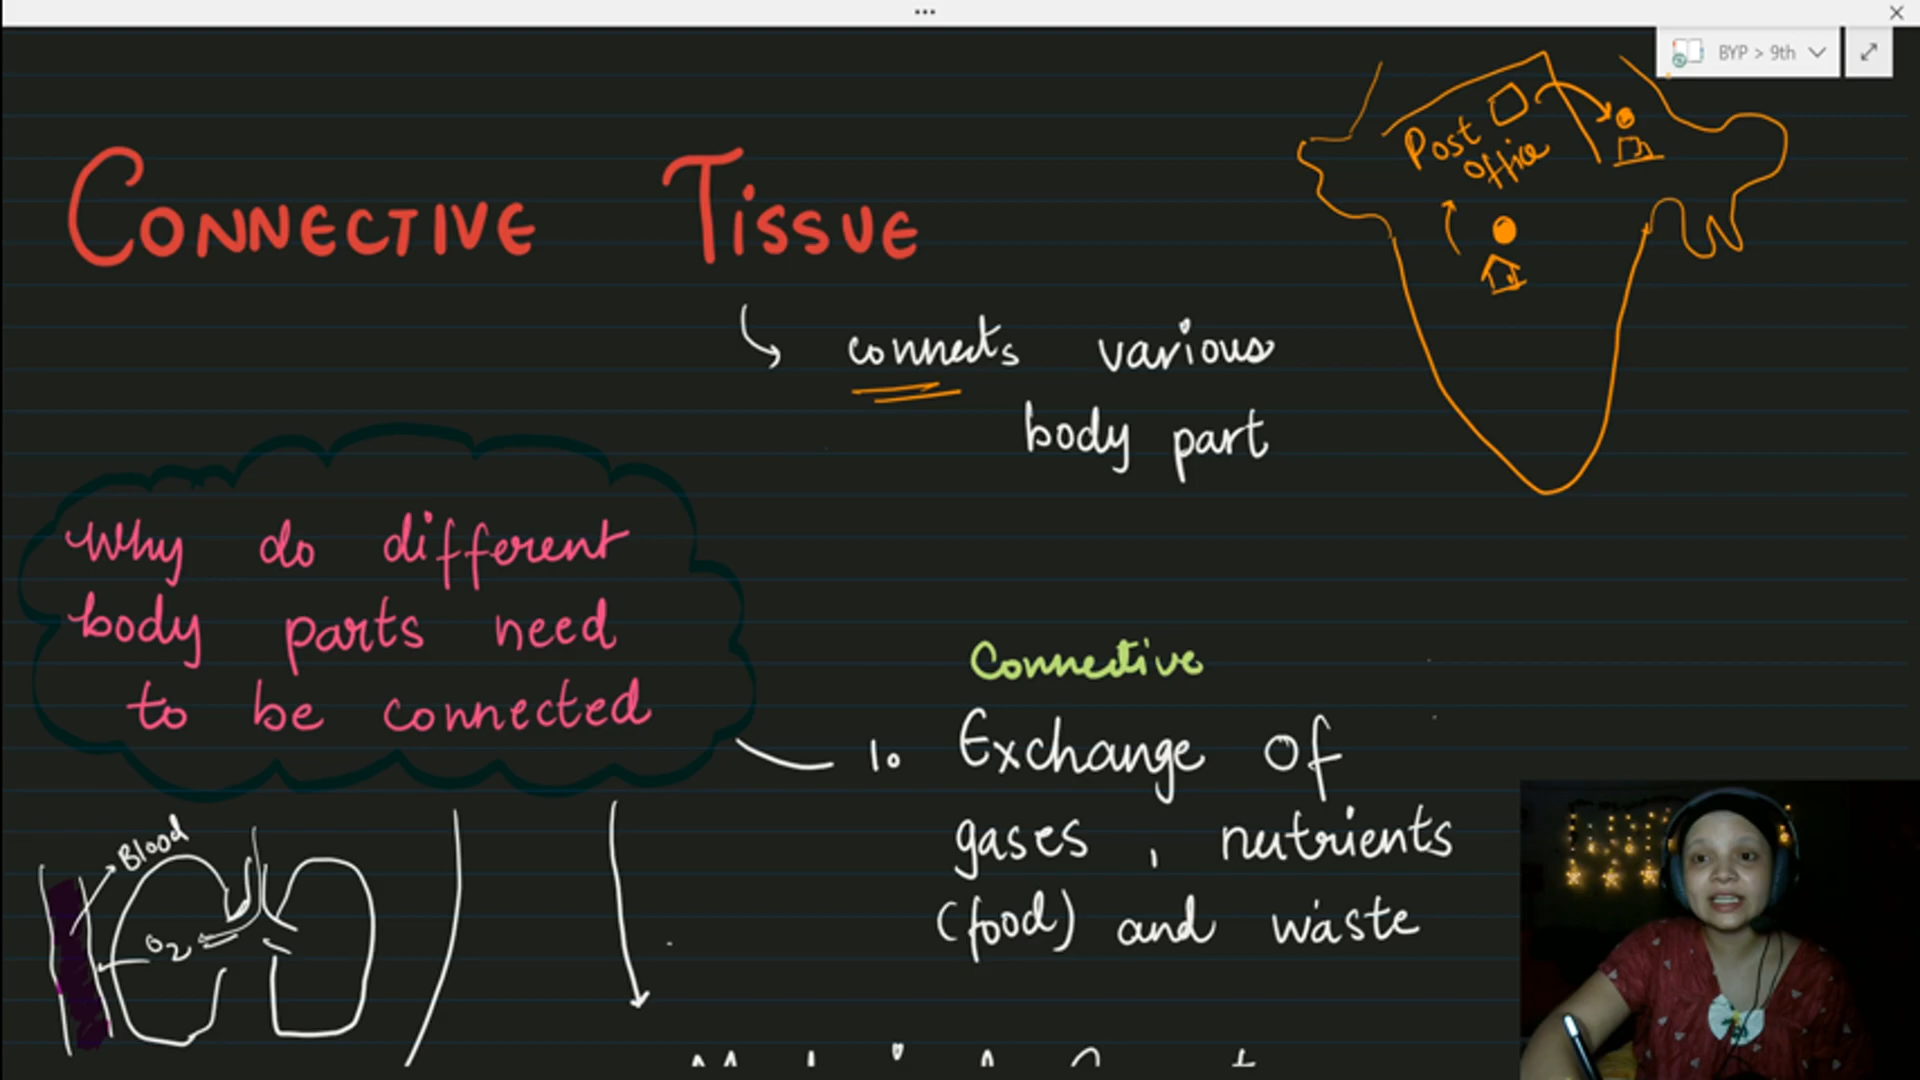 BYP > 9th
Post
office
CONNECTIVE TISSUE
connects various
body part
Why do different
body parts need
to be connected
Connective
1. Exchange of
gases, nutrients
(food) and waste
Blood
O2